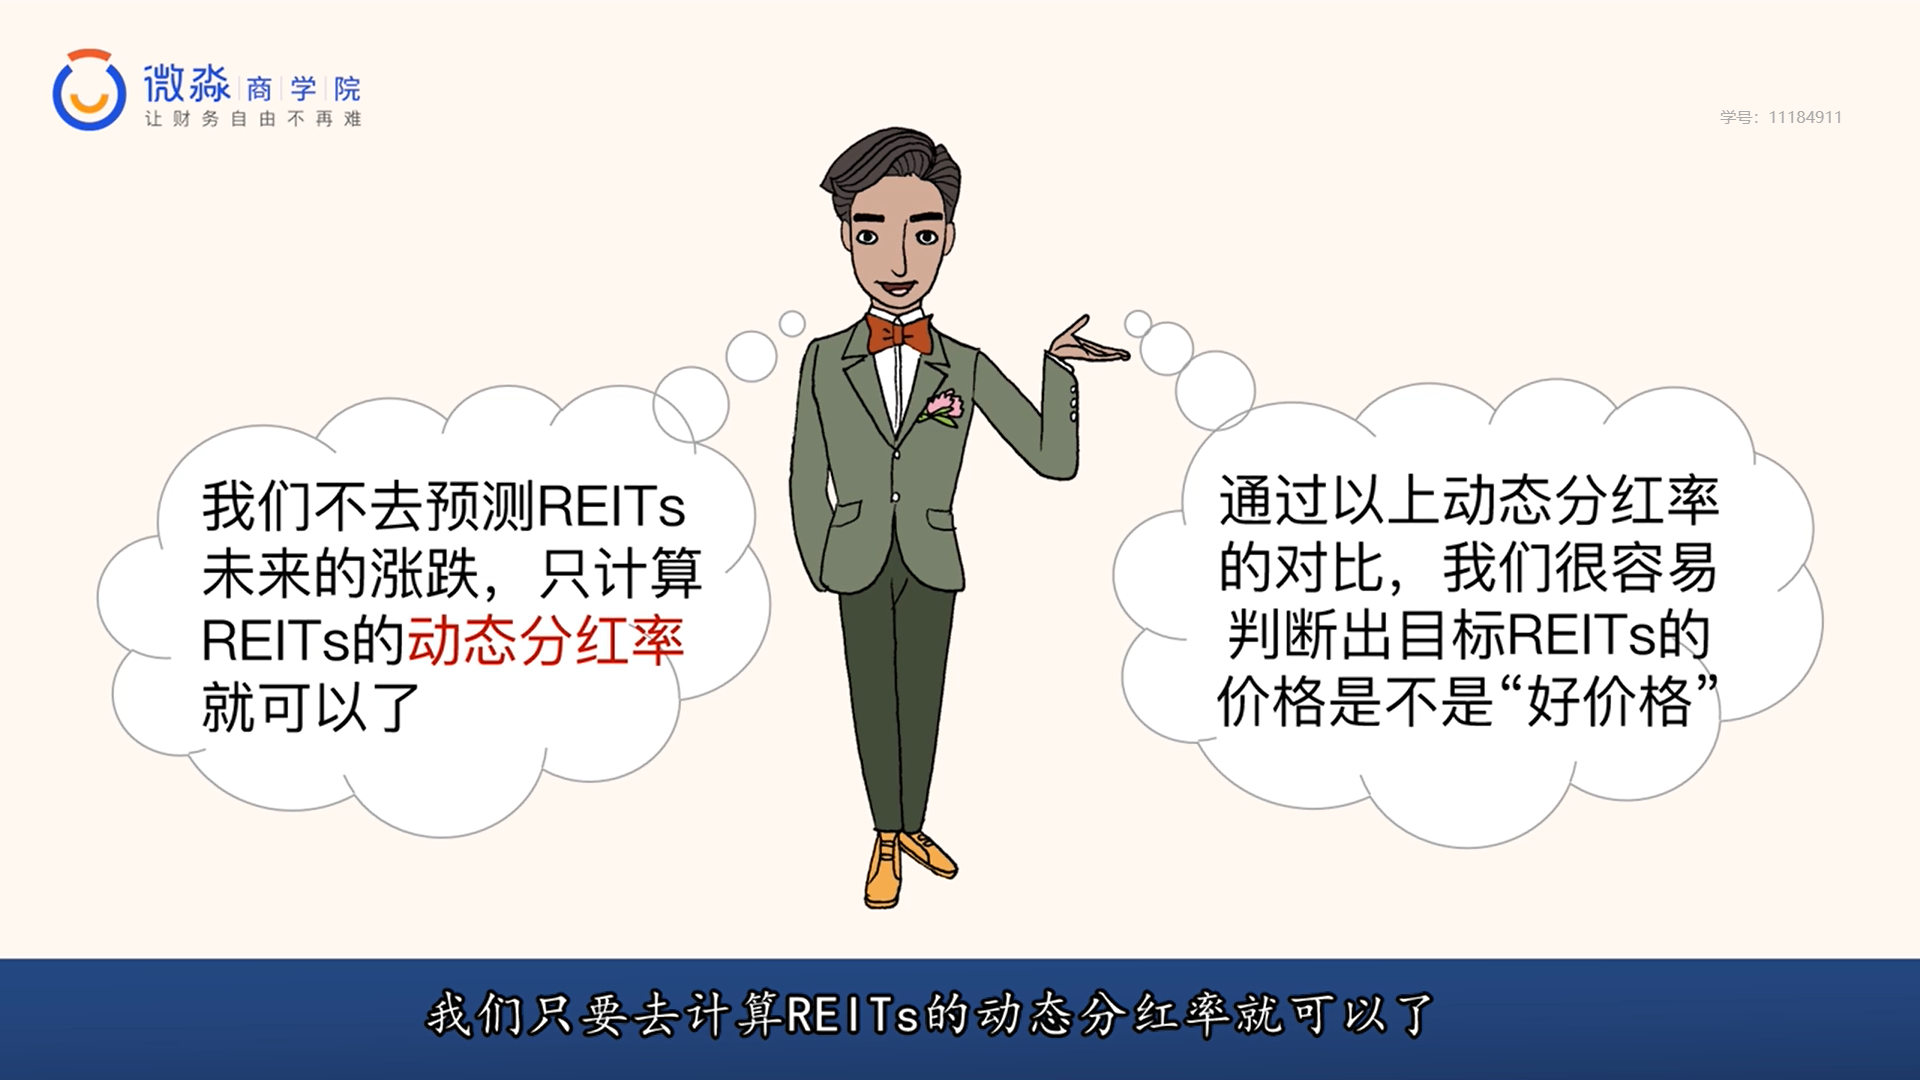 微淼商学院
让财务自由不再难
学号：11184911
我们不去预测REITs
未来的涨跌，只计算
REITs的动态分红率
就可以了
通过以上动态分红率
的对比，我们很容易
判断出目标REITs的
价格是不是“好价格”
我们只要去计算REITs的动态分红率就可以了